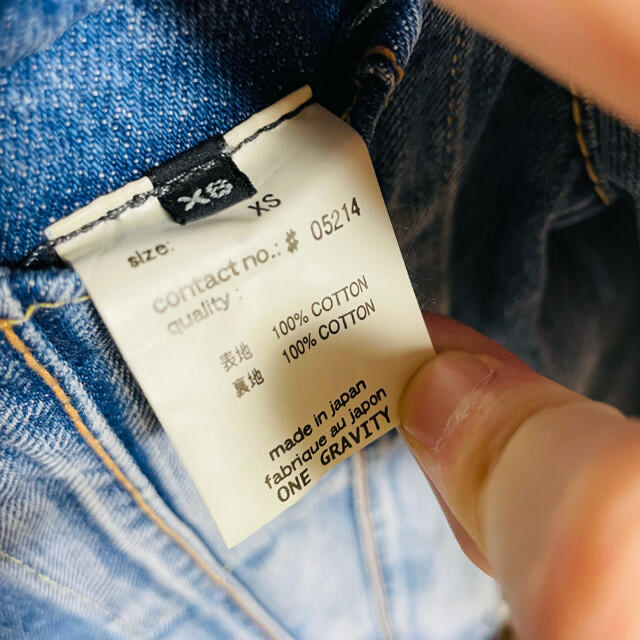 XS
size: XS
contact no.: # 05214
quality :
表地 100% COTTON
裏地 100% COTTON
made in japan
fabrique au japon
ONE GRAVITY